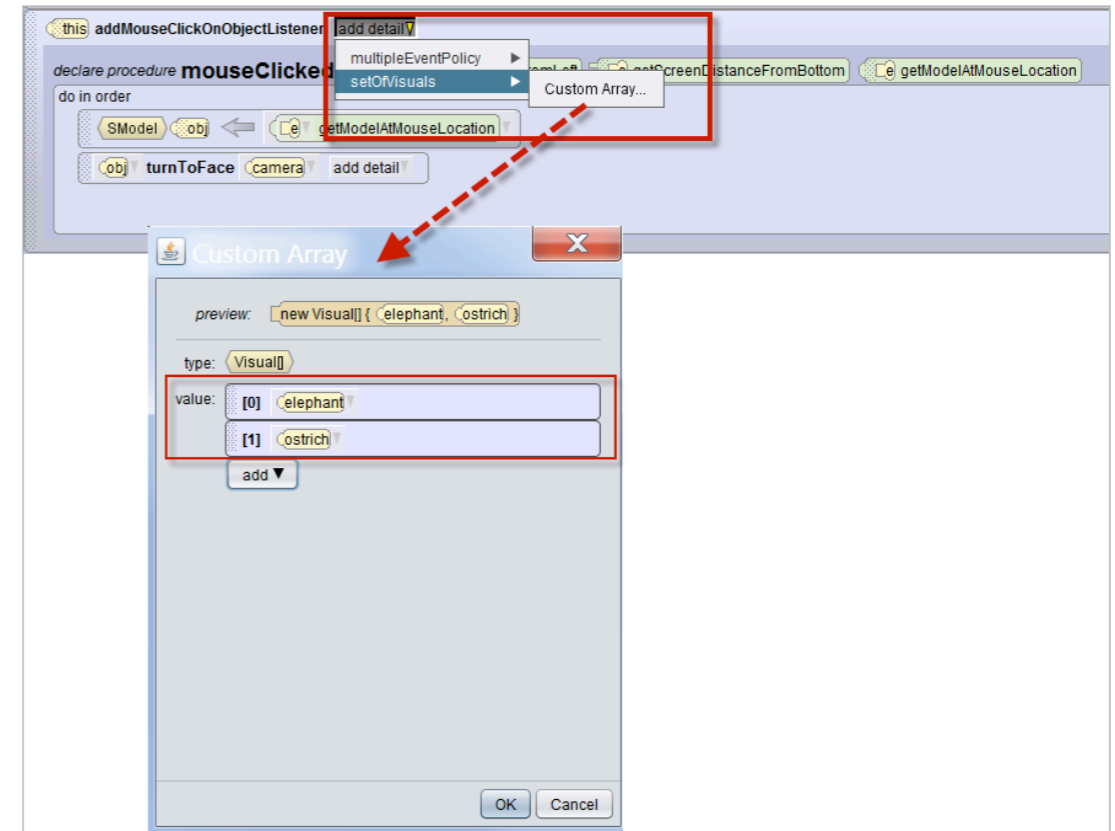 this addMouseClickOnObjectListener add detail
multipleEventPolicy
declare procedure mouseClicked getScreenDistanceFromBottom e getModelAtMouseLocation
setOfVisuals
Custom Array...
do in order
SModel obj e getModelAtMouseLocation
obj turnToFace camera add detail
Custom Array
preview: new Visual[] { elephant, ostrich }
type: Visual[]
value: [0] elephant
[1] ostrich
add
OK Cancel